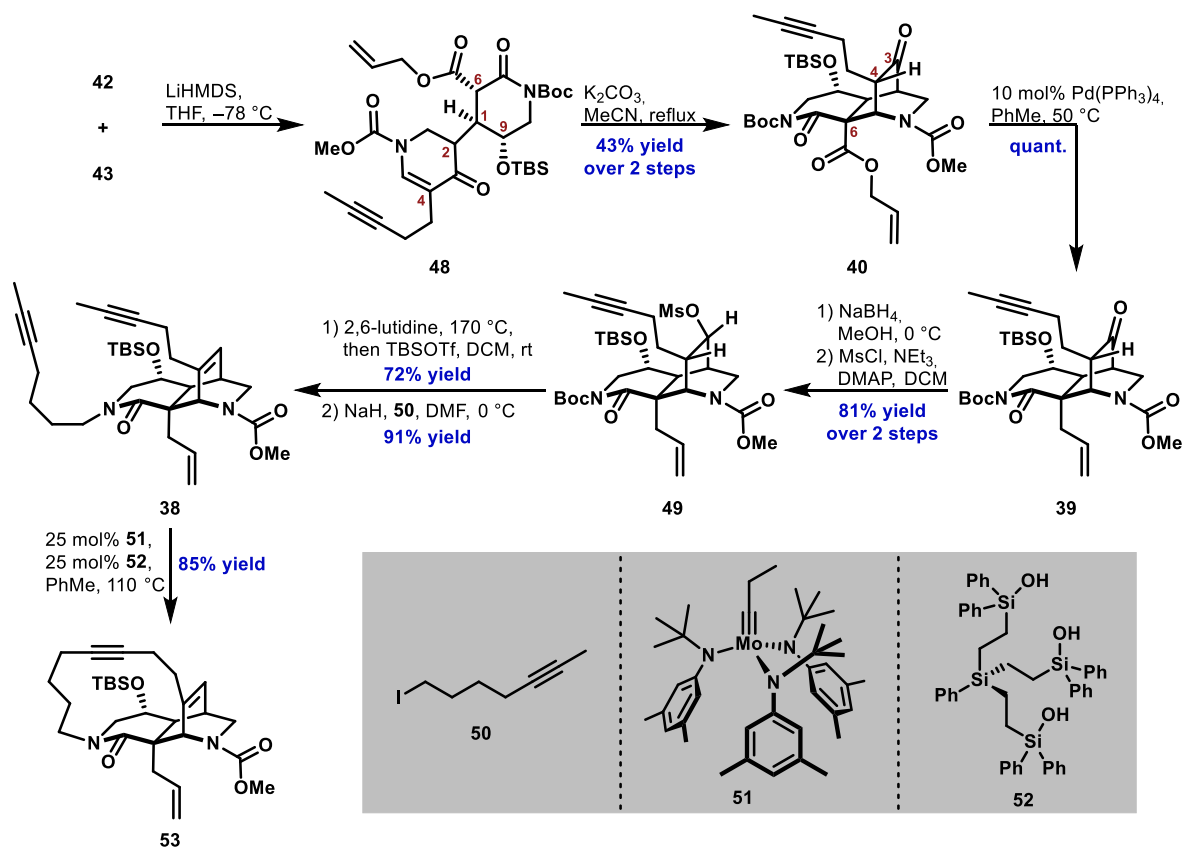 42
+
43
LiHMDS,
THF, –78 °C
O
O
O
6
NBoc
H
1
O
MeO
N
2
9
OTBS
O
4
48
K2CO3,
MeCN, reflux
43% yield
over 2 steps
O
3
TBSO
4
H
BocN
O
6
N
O
OMe
O
O
40
10 mol% Pd(PPh3)4,
PhMe, 50 °C
quant.
TBSO
N
O
N
O
OMe
38
1) 2,6-lutidine, 170 °C,
then TBSOTf, DCM, rt
72% yield
2) NaH, 50, DMF, 0 °C
91% yield
MsO
H
TBSO
H
BocN
O
N
O
OMe
49
1) NaBH4,
MeOH, 0 °C
2) MsCl, NEt3,
DMAP, DCM
81% yield
over 2 steps
O
TBSO
H
BocN
O
N
O
OMe
39
25 mol% 51,
25 mol% 52,
PhMe, 110 °C
85% yield
TBSO
N
O
N
O
OMe
53
I
50
N
Mo
N
N
51
Ph
OH
Ph
Si
OH
Si
Ph
Si
Ph
Ph
OH
Si
Ph
Ph
52